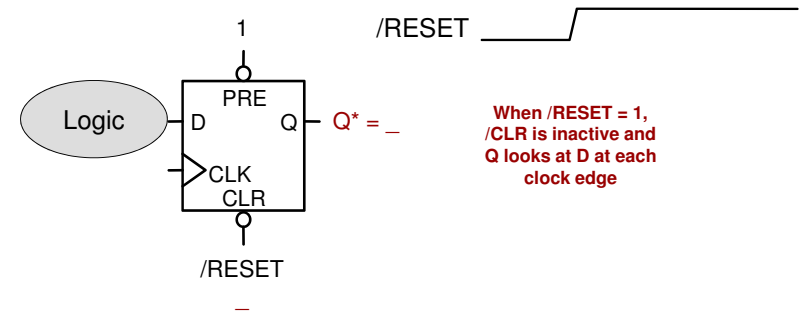 1
/RESET
PRE
Logic
D
Q
Q* = _
CLK
CLR
/RESET
_
When /RESET = 1,
/CLR is inactive and
Q looks at D at each
clock edge